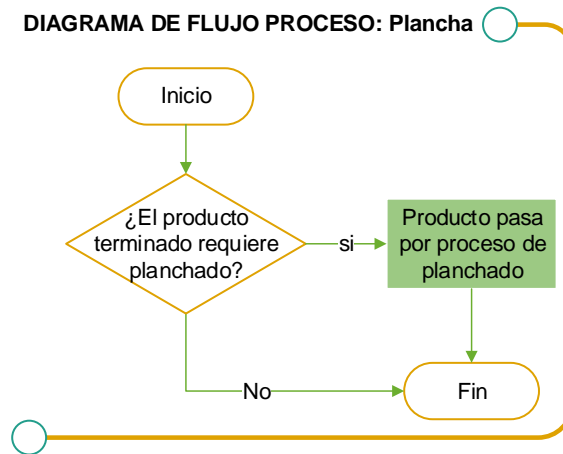 DIAGRAMA DE FLUJO PROCESO: Plancha
Inicio
¿El producto
terminado requiere
planchado?
si
Producto pasa
por proceso de
planchado
No
Fin